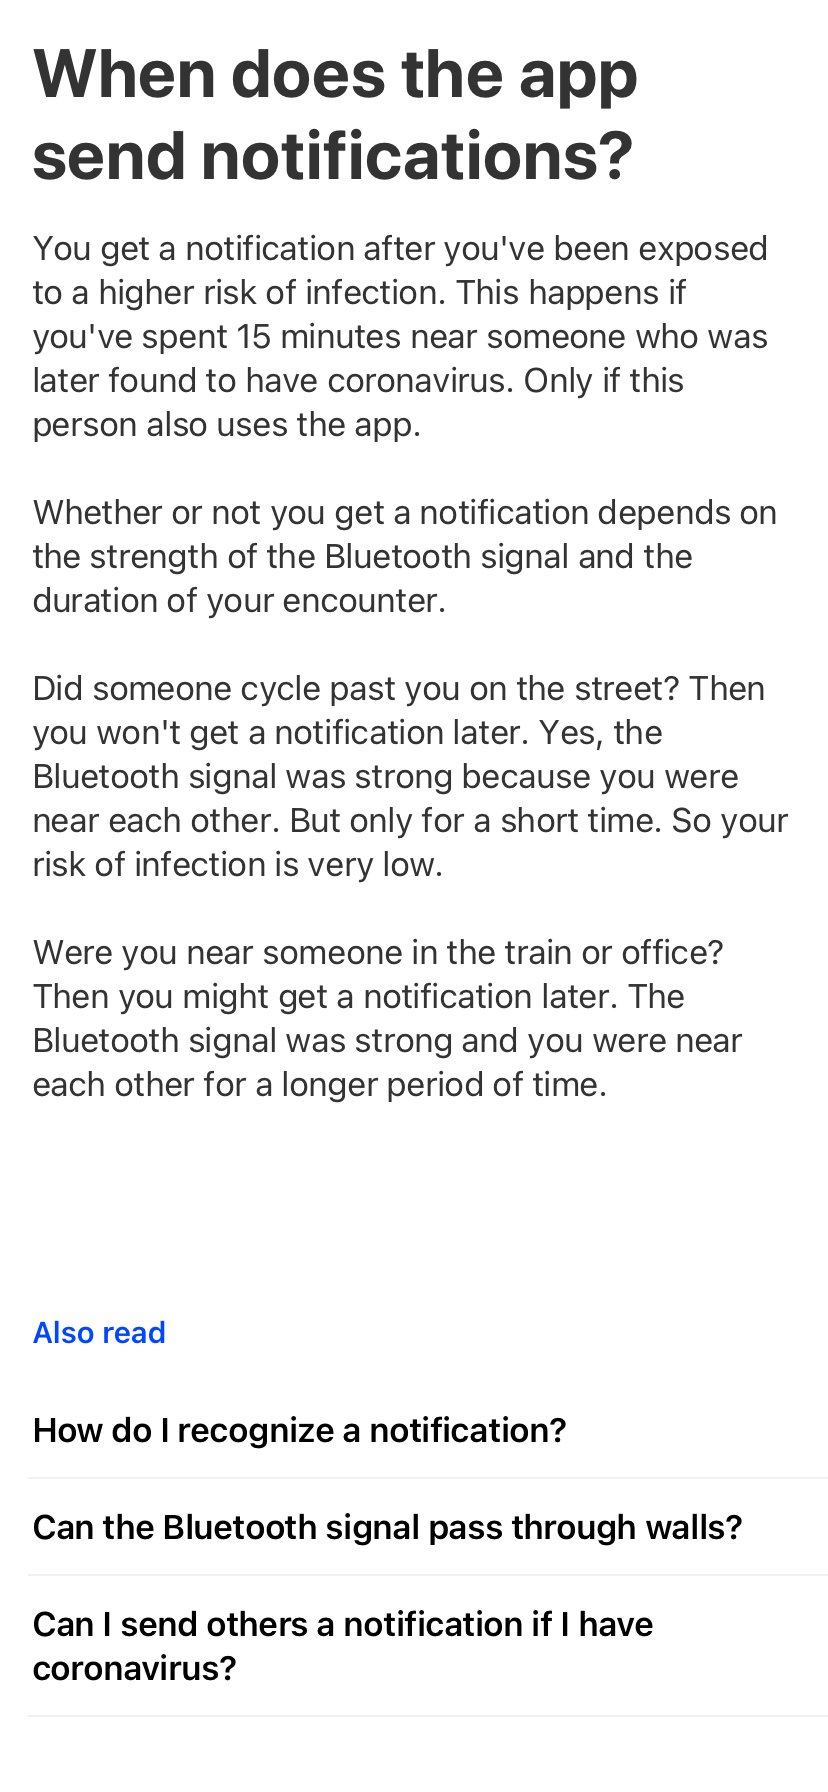 When does the app
send notifications?
You get a notification after you've been exposed
to a higher risk of infection. This happens if
you've spent 15 minutes near someone who was
later found to have coronavirus. Only if this
person also uses the app.
Whether or not you get a notification depends on
the strength of the Bluetooth signal and the
duration of your encounter.
Did someone cycle past you on the street? Then
you won't get a notification later. Yes, the
Bluetooth signal was strong because you were
near each other. But only for a short time. So your
risk of infection is very low.
Were you near someone in the train or office?
Then you might get a notification later. The
Bluetooth signal was strong and you were near
each other for a longer period of time.
Also read
How do I recognize a notification?
Can the Bluetooth signal pass through walls?
Can I send others a notification if I have
coronavirus?